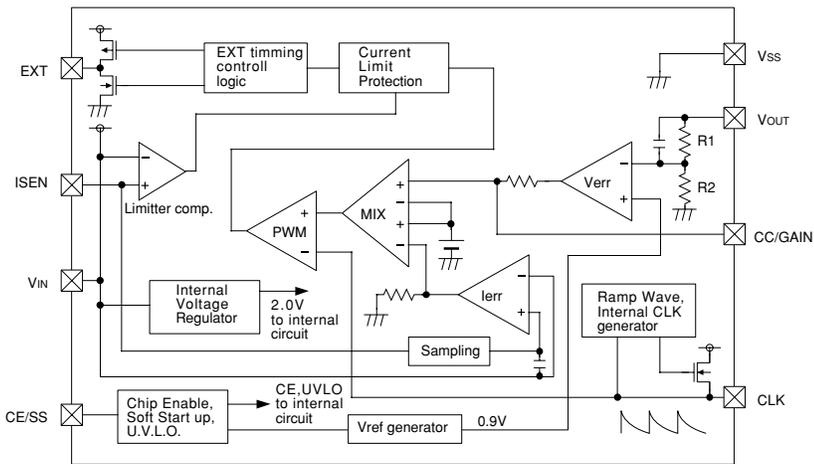 EXT
EXT timming
controll
logic
Current
Limit
Protection
VSS
VOUT
R1
R2
−
+
Limitter comp.
ISEN
+
−
PWM
+
−
+
−
MIX
−
+
Verr
CC/GAIN
VIN
Internal
Voltage
Regulator
2.0V
to internal
circuit
−
+
Ierr
Ramp Wave,
Internal CLK
generator
Sampling
CE/SS
Chip Enable,
Soft Start up,
U.V.L.O.
CE,UVLO
to internal
circuit
Vref generator
0.9V
CLK